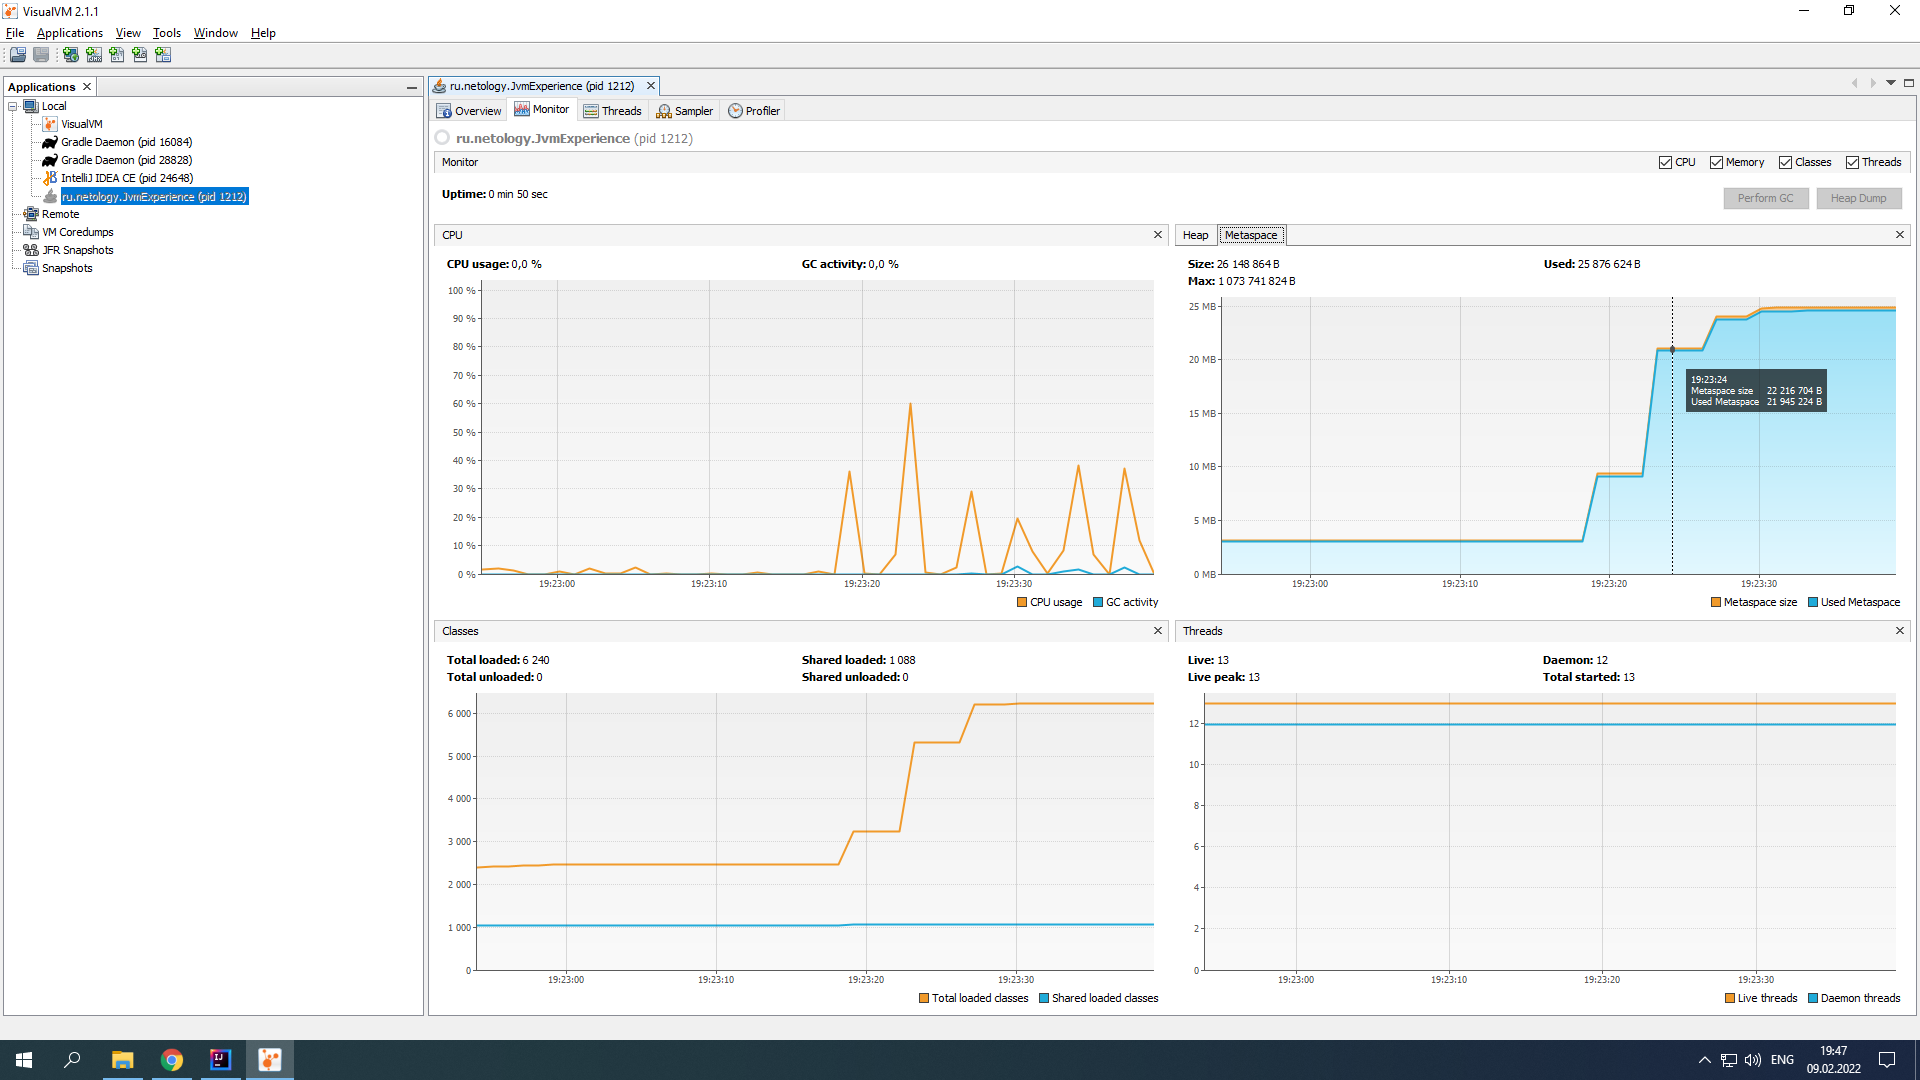 VisualVM 2.1.1
File Applications View Tools Window Help
Applications
Local
VisualVM
Gradle Daemon (pid 16084)
Gradle Daemon (pid 28828)
IntelliJ IDEA CE (pid 24648)
ru.netology.JvmExperience (pid 1212)
Remote
VM Coredumps
JFR Snapshots
Snapshots
ru.netology.JvmExperience (pid 1212)
Overview Monitor Threads Sampler Profiler
ru.netology.JvmExperience (pid 1212)
Monitor CPU Memory Classes Threads
Uptime: 0 min 50 sec
Perform GC Heap Dump
CPU
CPU usage: 0,0 % GC activity: 0,0 %
100 %
90 %
80 %
70 %
60 %
50 %
40 %
30 %
20 %
10 %
0 %
19:23:00 19:23:10 19:23:20 19:23:30
CPU usage GC activity
Heap Metaspace
Size: 26 148 864 B Used: 25 876 624 B
Max: 1 073 741 824 B
25 MB
20 MB
15 MB
10 MB
5 MB
0 MB
19:23:24
Metaspace size 22 216 704 B
Used Metaspace 21 945 224 B
19:23:00 19:23:10 19:23:20 19:23:30
Metaspace size Used Metaspace
Classes
Total loaded: 6 240 Shared loaded: 1 088
Total unloaded: 0 Shared unloaded: 0
6 000
5 000
4 000
3 000
2 000
1 000
0
19:23:00 19:23:10 19:23:20 19:23:30
Total loaded classes Shared loaded classes
Threads
Live: 13 Daemon: 12
Live peak: 13 Total started: 13
12
10
8
6
4
2
0
19:23:00 19:23:10 19:23:20 19:23:30
Live threads Daemon threads
IJ
ENG
19:47
09.02.2022